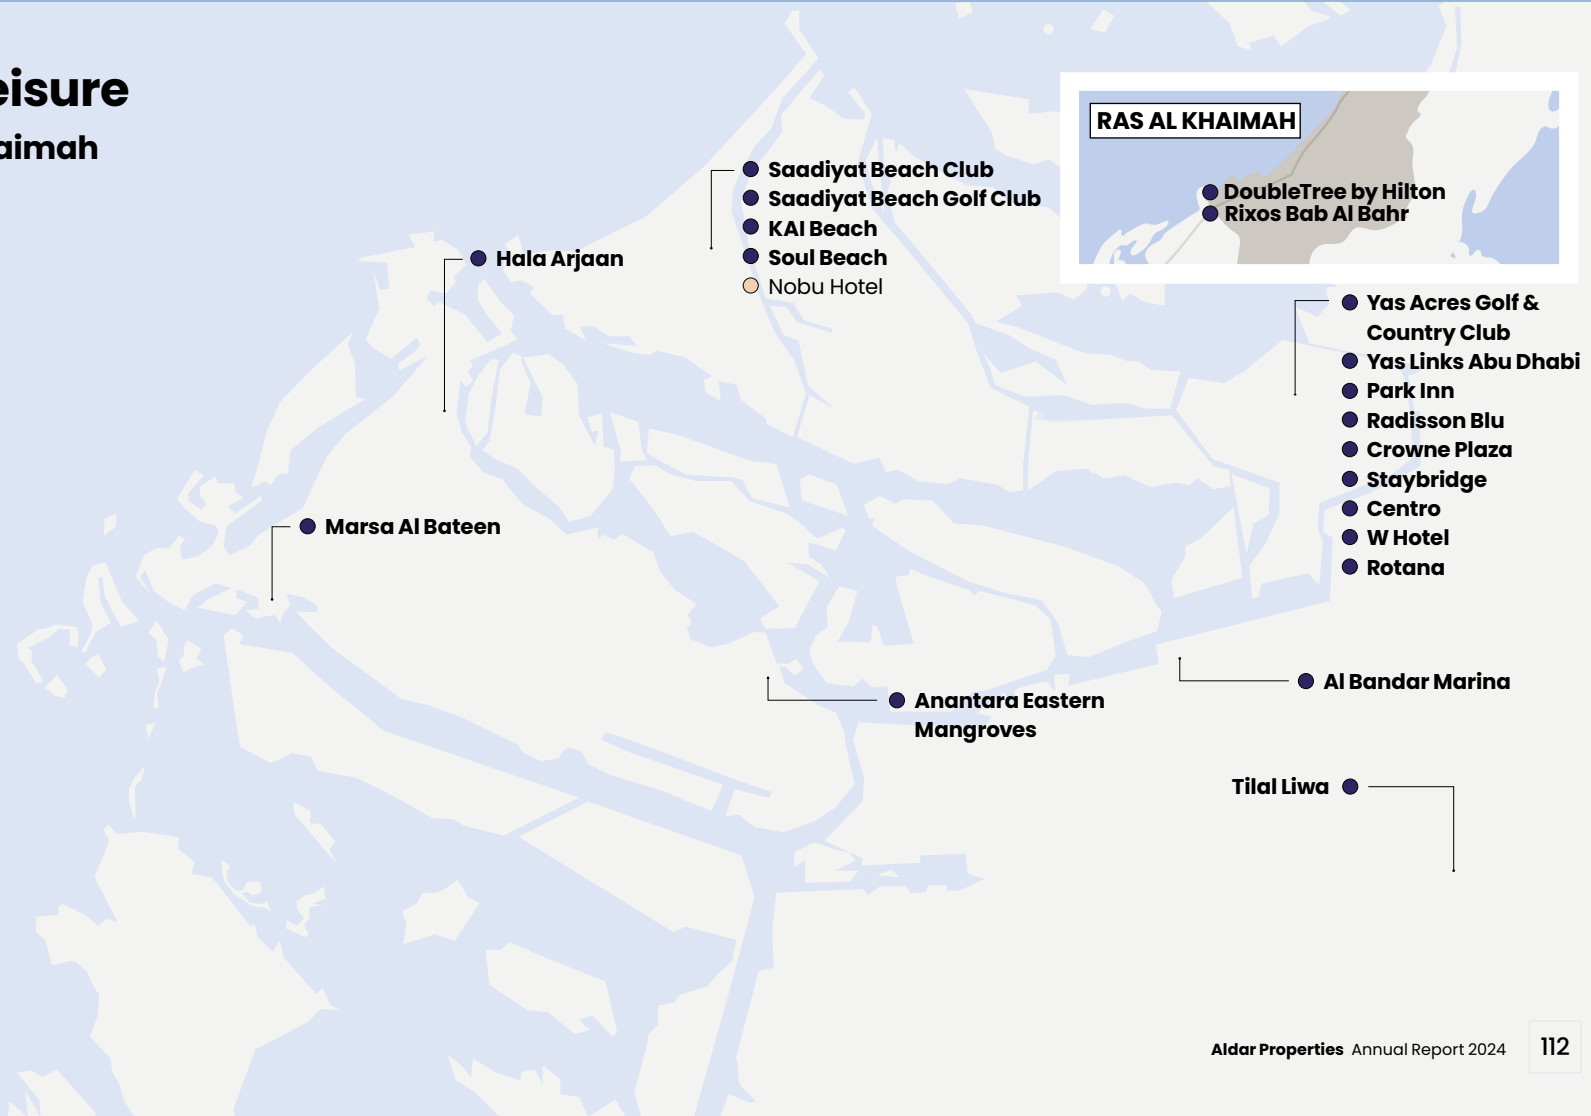 eisure
aimah
RAS AL KHAIMAH
DoubleTree by Hilton
Rixos Bab Al Bahr
Saadiyat Beach Club
Saadiyat Beach Golf Club
KAI Beach
Soul Beach
Nobu Hotel
Hala Arjaan
Yas Acres Golf &
Country Club
Yas Links Abu Dhabi
Park Inn
Radisson Blu
Crowne Plaza
Staybridge
Centro
W Hotel
Rotana
Marsa Al Bateen
Al Bandar Marina
Anantara Eastern
Mangroves
Tilal Liwa
Aldar Properties Annual Report 2024 112